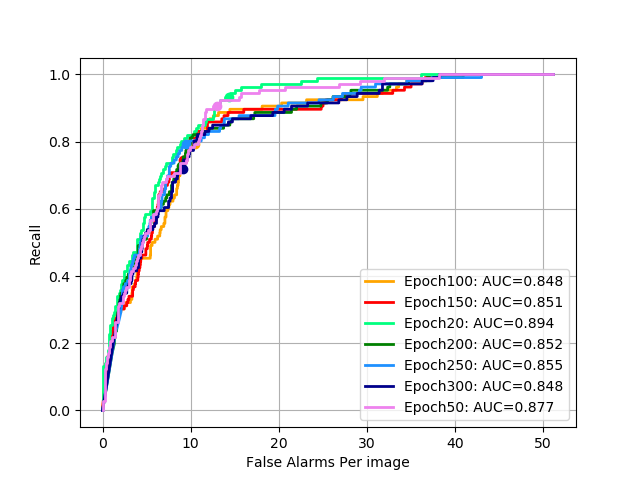 1.0
0.8
0.6
0.4
0.2
0.0
Recall
0 10 20 30 40 50
False Alarms Per image
Epoch100: AUC=0.848
Epoch150: AUC=0.851
Epoch20: AUC=0.894
Epoch200: AUC=0.852
Epoch250: AUC=0.855
Epoch300: AUC=0.848
Epoch50: AUC=0.877